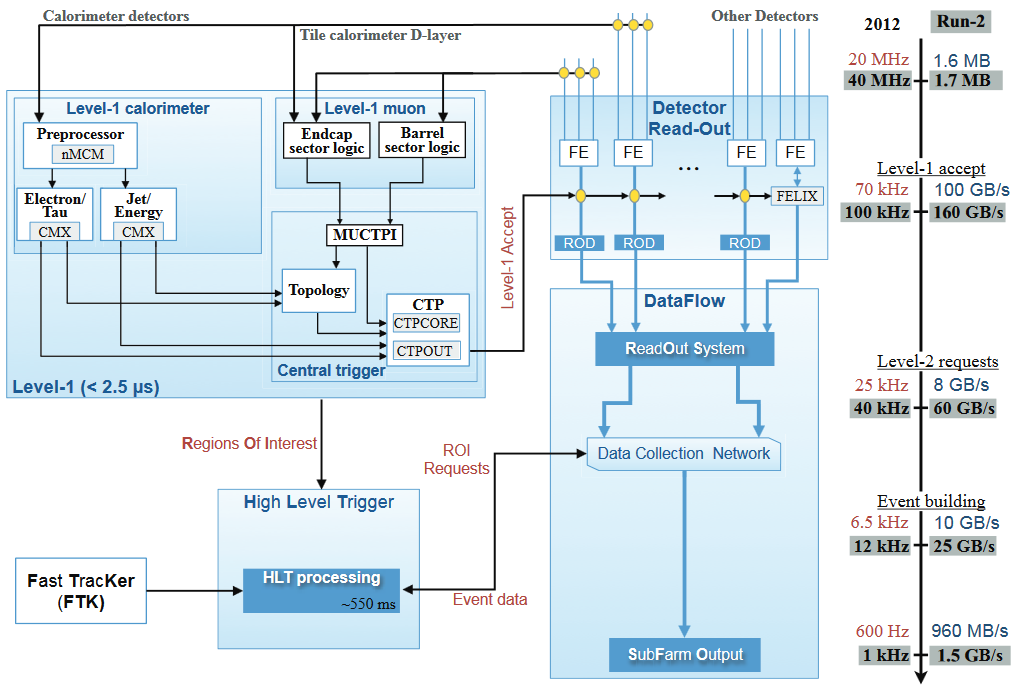 Calorimeter detectors
Tile calorimeter D-layer
Other Detectors
2012
Run-2
20 MHz
1.6 MB
40 MHz
1.7 MB
Level-1 calorimeter
Preprocessor
nMCM
Electron/
Tau
CMX
Jet/
Energy
CMX
Level-1 muon
Endcap
sector logic
Barrel
sector logic
MUCTPI
Topology
CTP
CTPCORE
CTPOUT
Central trigger
Level-1 (< 2.5 μs)
Level-1 Accept
Detector
Read-Out
FE
FE
...
FE
FE
FELIX
ROD
ROD
ROD
Level-1 accept
70 kHz
100 GB/s
100 kHz
160 GB/s
DataFlow
ReadOut System
Data Collection Network
SubFarm Output
Level-2 requests
25 kHz
8 GB/s
40 kHz
60 GB/s
Regions Of Interest
ROI
Requests
High Level Trigger
HLT processing
~550 ms
Event data
Fast TracKer
(FTK)
Event building
6.5 kHz
10 GB/s
12 kHz
25 GB/s
600 Hz
960 MB/s
1 kHz
1.5 GB/s